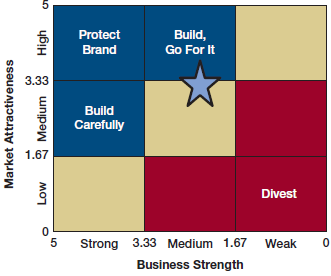 5
Protect
Brand
Build,
Go For It
High
3.33
Market Attractiveness
Medium
Build
Carefully
1.67
Low
Divest
0
5 Strong 3.33 Medium 1.67 Weak 0
Business Strength